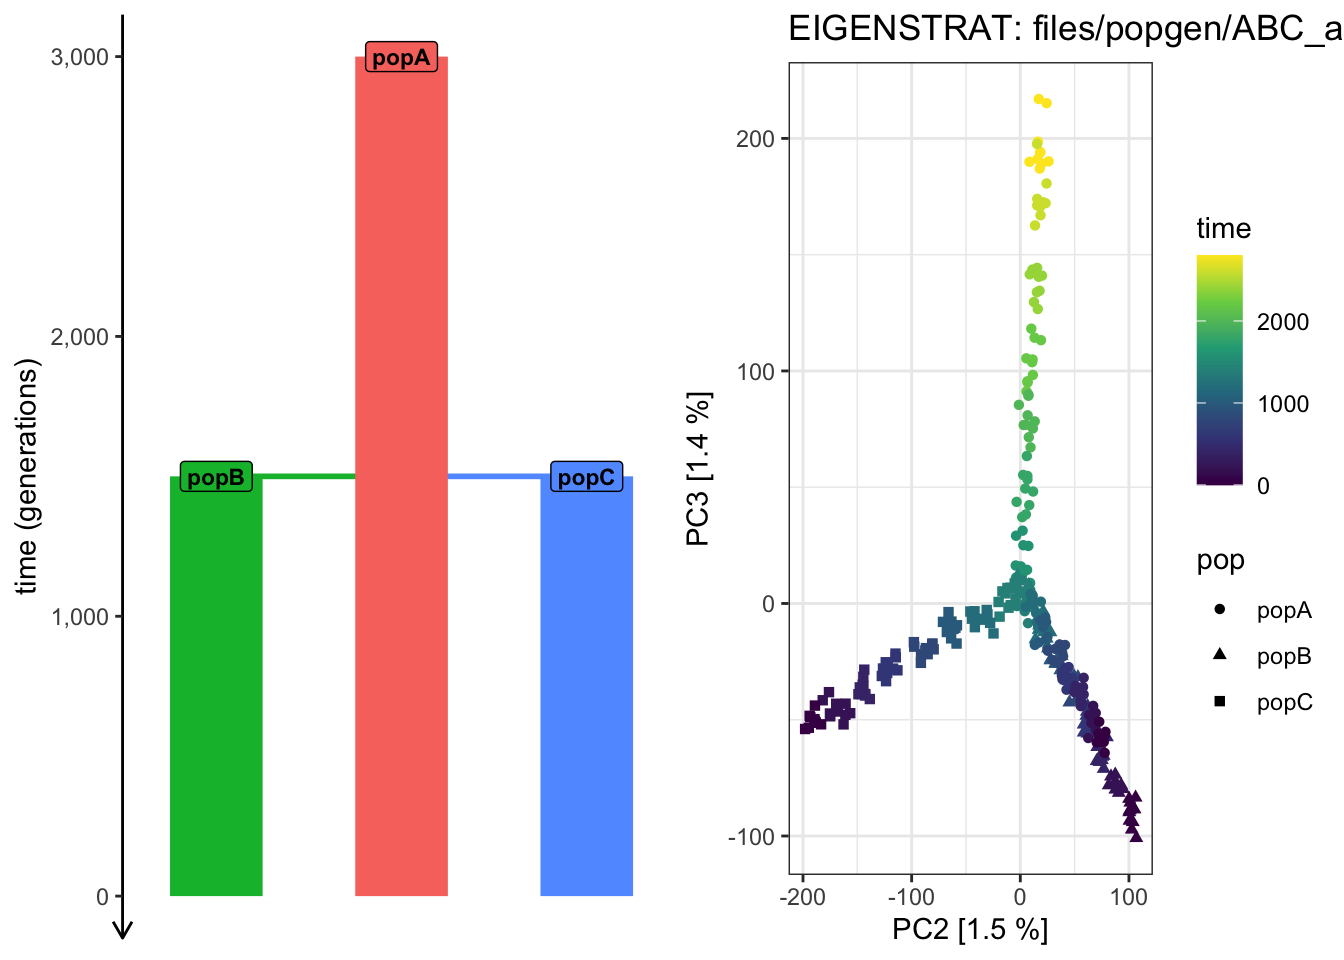 time (generations)
3,000
2,000
1,000
0
popA
popB
popC
EIGENSTRAT: files/popgen/ABC_a
PC3 [1.4 %]
200
100
0
-100
-200
-100
0
100
PC2 [1.5 %]
time
2000
1000
0
pop
popA
popB
popC